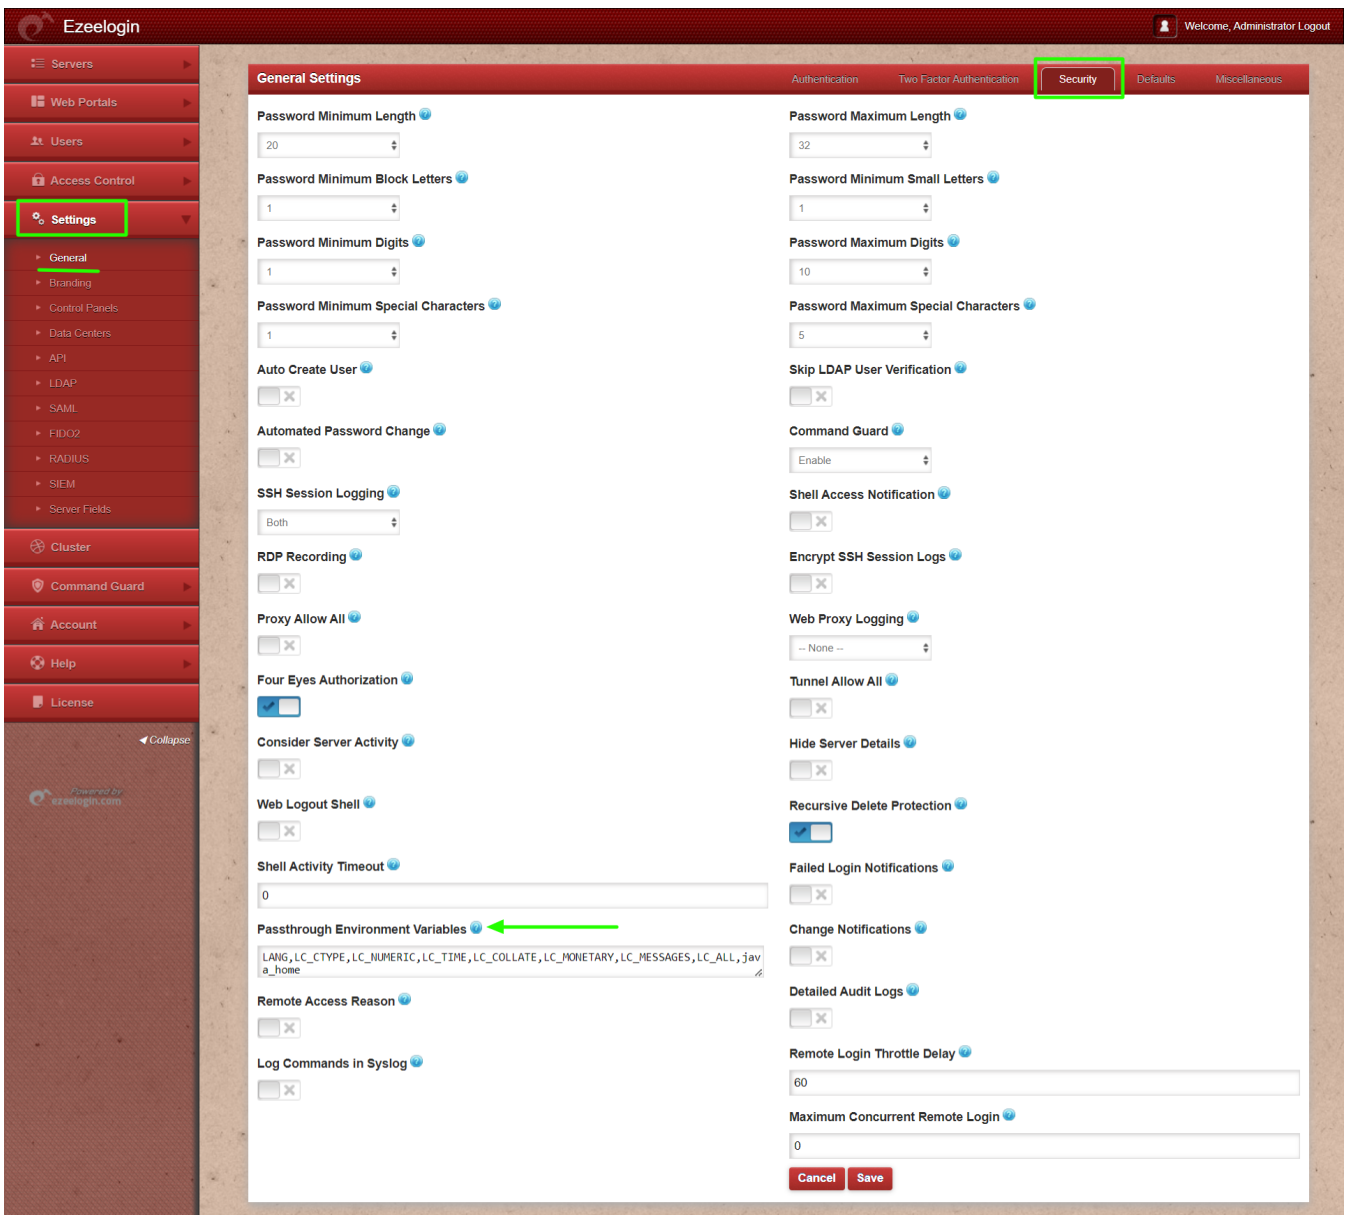 Ezeelogin
Welcome, Administrator Logout
Servers
Web Portals
Users
Access Control
Settings
General
Branding
Control Panels
Data Centers
API
LDAP
SAML
FIDO2
RADIUS
SIEM
Server Fields
Cluster
Command Guard
Account
Help
License
Collapse
Powered by
ezeelogin.com
General Settings
Authentication
Two Factor Authentication
Security
Defaults
Miscellaneous
Password Minimum Length
20
Password Maximum Length
32
Password Minimum Block Letters
1
Password Minimum Small Letters
1
Password Minimum Digits
1
Password Maximum Digits
10
Password Minimum Special Characters
1
Password Maximum Special Characters
5
Auto Create User
Skip LDAP User Verification
Automated Password Change
Command Guard
Enable
SSH Session Logging
Both
Shell Access Notification
RDP Recording
Encrypt SSH Session Logs
Proxy Allow All
Web Proxy Logging
-- None --
Four Eyes Authorization
Tunnel Allow All
Consider Server Activity
Hide Server Details
Web Logout Shell
Recursive Delete Protection
Shell Activity Timeout
0
Failed Login Notifications
Passthrough Environment Variables
LANG,LC_CTYPE,LC_NUMERIC,LC_TIME,LC_COLLATE,LC_MONETARY,LC_MESSAGES,LC_ALL,jav
a_home
Change Notifications
Remote Access Reason
Detailed Audit Logs
Log Commands in Syslog
Remote Login Throttle Delay
60
Maximum Concurrent Remote Login
0
Cancel
Save